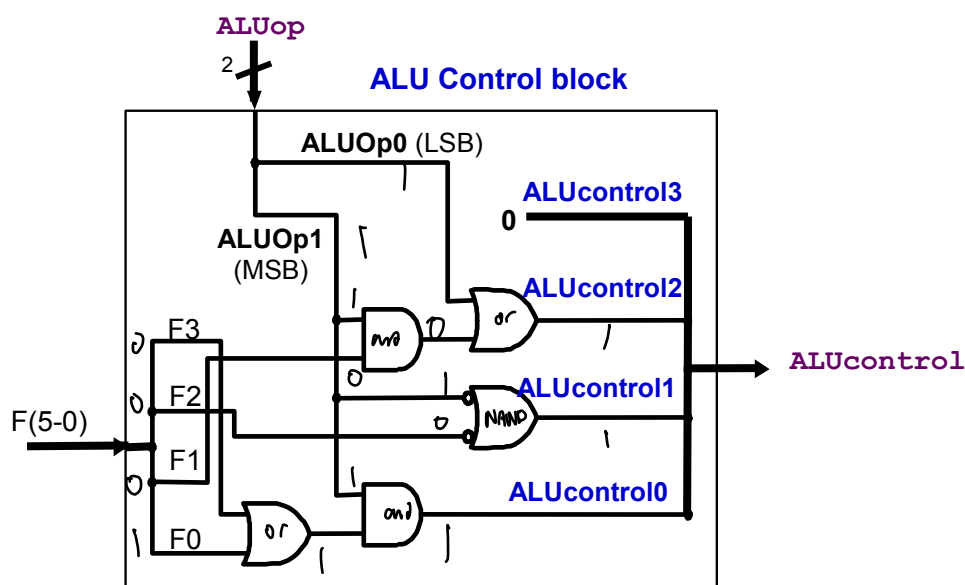 ALUop
2
ALU Control block
ALUOp0 (LSB)
1
ALUcontrol3
0
ALUOp1
(MSB)
1
ALUcontrol2
1
and
0
or
1
0
F3
0
ALUcontrol
ALUcontrol1
1
0
F2
0
NAND
1
F(5-0)
F1
0
1
ALUcontrol0
and
1
F0
1
or
1